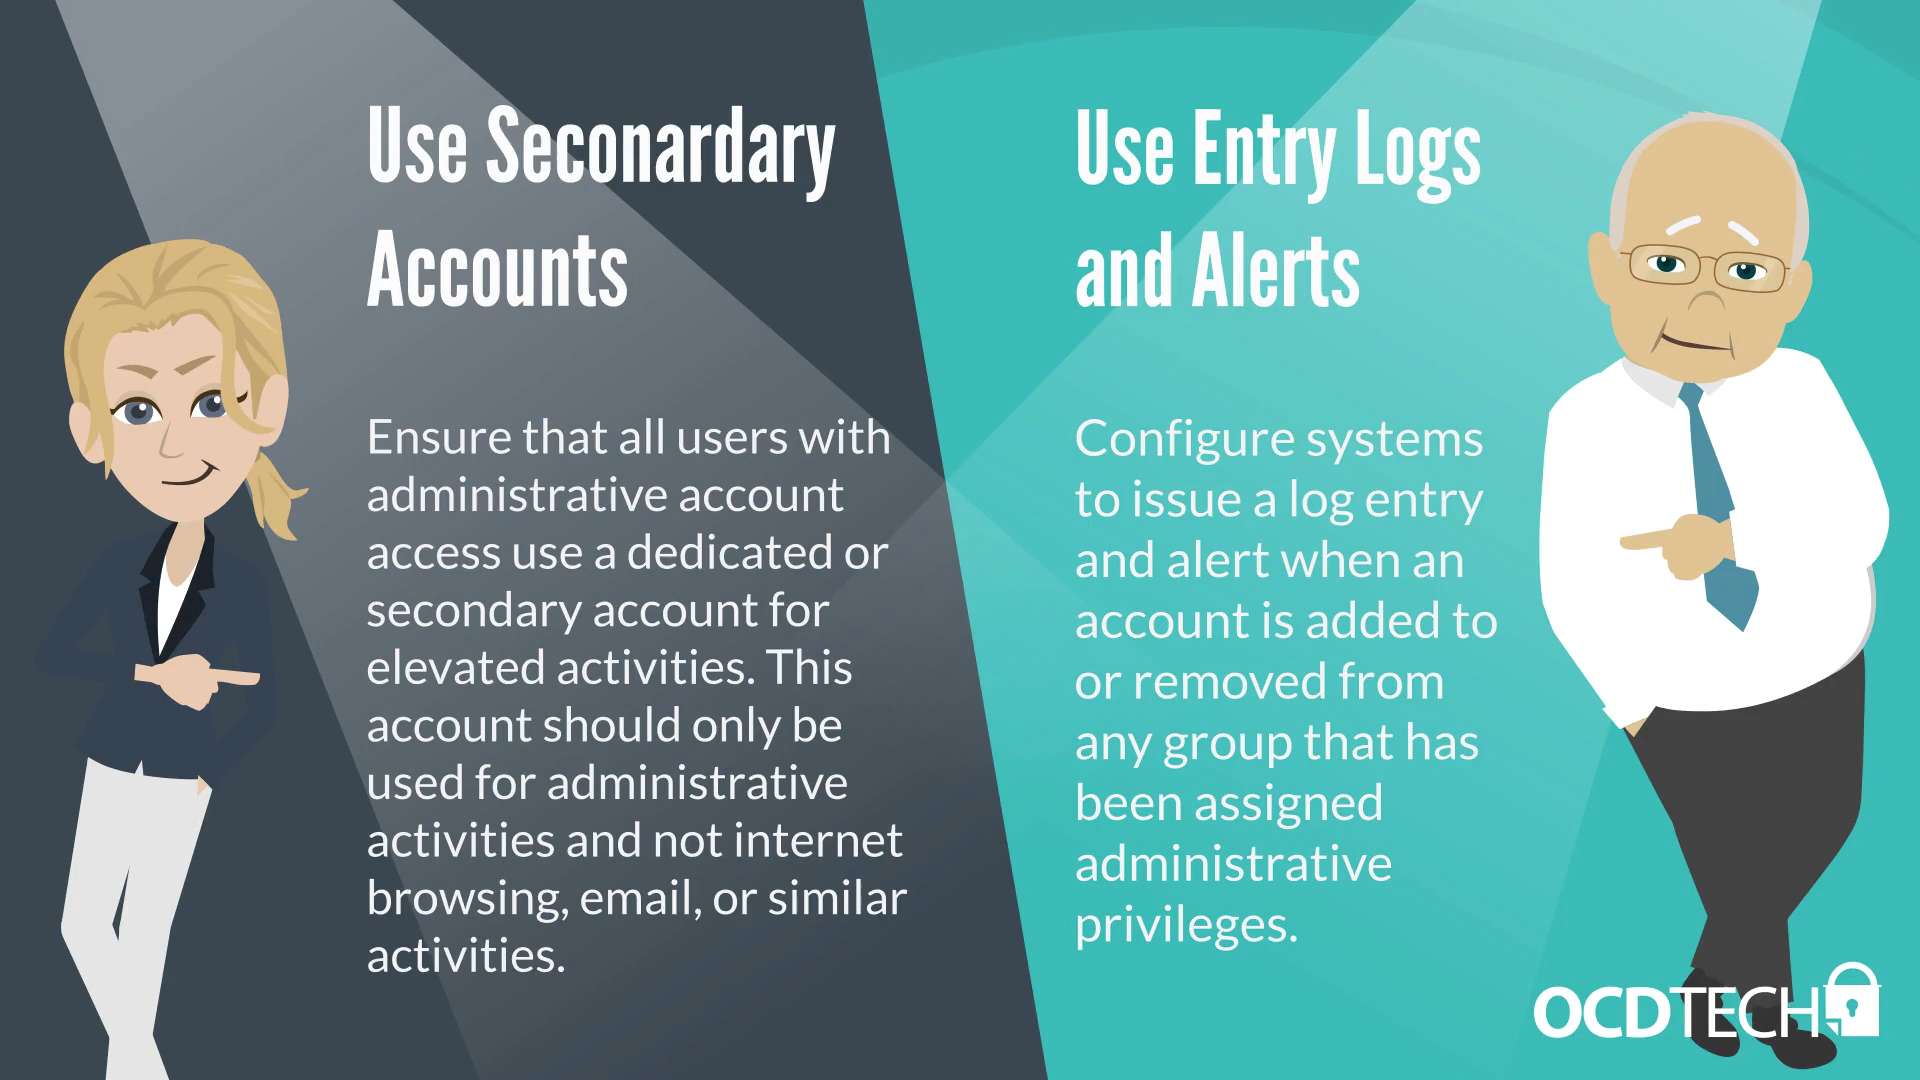 Use Seconardary
Accounts
Ensure that all users with
administrative account
access use a dedicated or
secondary account for
elevated activities. This
account should only be
used for administrative
activities and not internet
browsing, email, or similar
activities.
Use Entry Logs
and Alerts
Configure systems
to issue a log entry
and alert when an
account is added to
or removed from
any group that has
been assigned
administrative
privileges.
OCDTECH